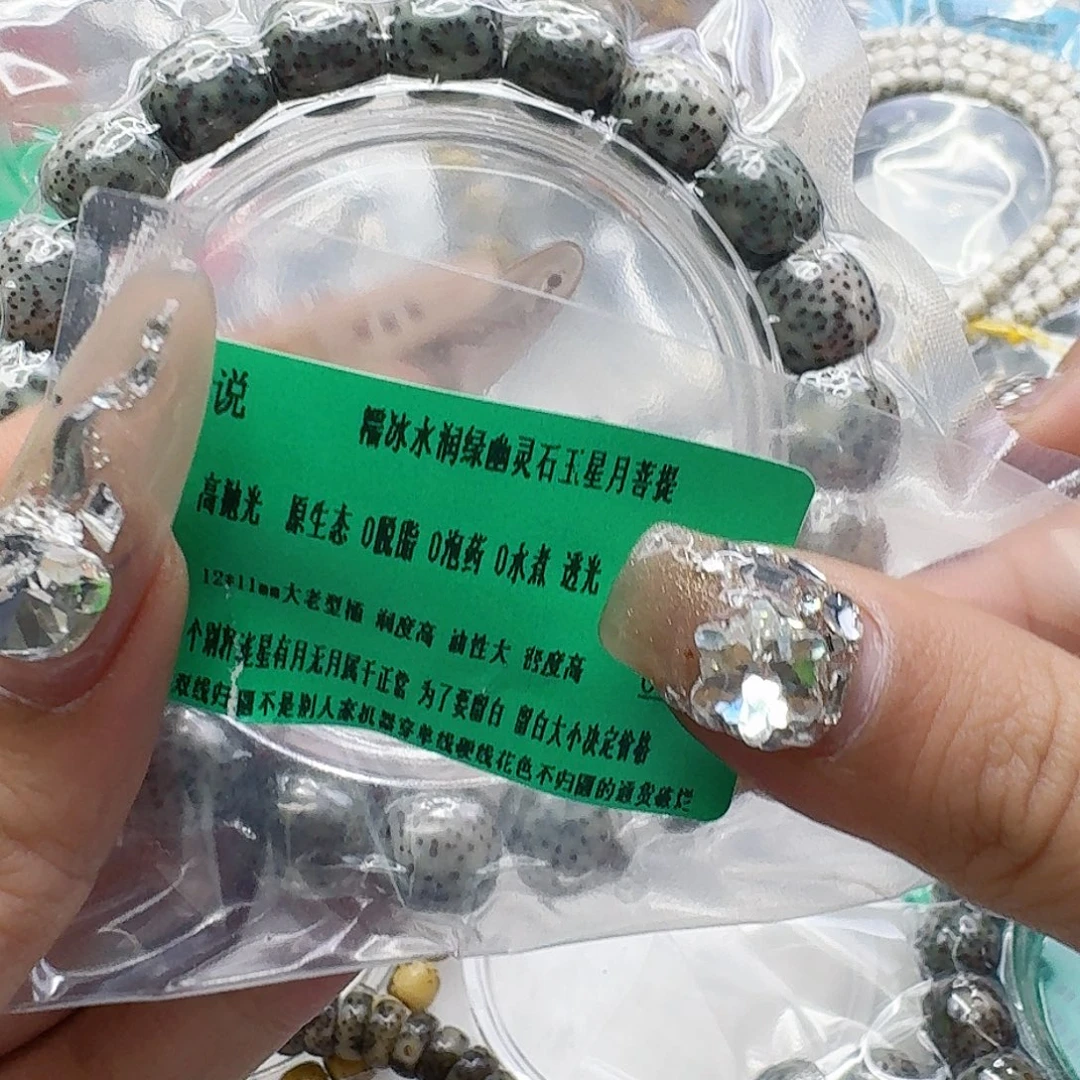 说
糯冰水润绿幽灵石玉星月菩提
高抛光 原生态 0脱脂 0泡药 0水煮 透光
12*11mm大老型桶 润度高 油性大 密度高
个别籽流星有月无月属于正常 为了要留白 留白大小决定价格
双线归圆不是别人家机器穿单线硬线花色不归圆的通货破烂